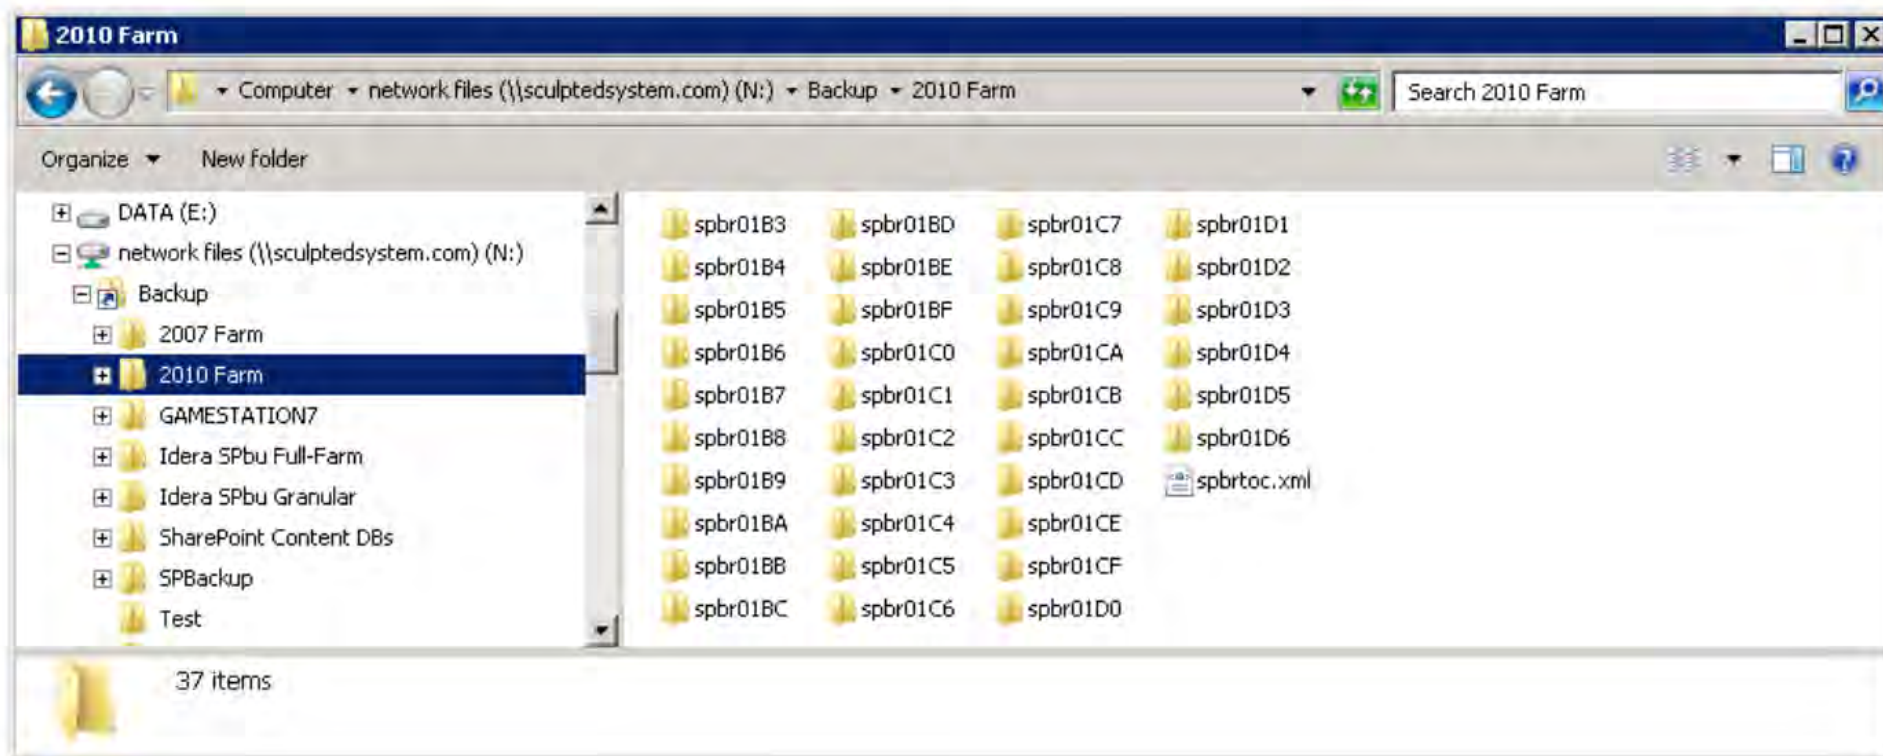 2010 Farm
Computer network files (\\sculptedsystem.com) (N:) Backup 2010 Farm
Search 2010 Farm
Organize New folder
DATA (E:)
network files (\\sculptedsystem.com) (N:)
Backup
2007 Farm
2010 Farm
GAMESTATION7
Idera SPbu Full-Farm
Idera SPbu Granular
SharePoint Content DBs
SPBackup
Test
spbr01B3 spbr01BD spbr01C7 spbr01D1
spbr01B4 spbr01BE spbr01C8 spbr01D2
spbr01B5 spbr01BF spbr01C9 spbr01D3
spbr01B6 spbr01C0 spbr01CA spbr01D4
spbr01B7 spbr01C1 spbr01CB spbr01D5
spbr01B8 spbr01C2 spbr01CC spbr01D6
spbr01B9 spbr01C3 spbr01CD spbrtoc.xml
spbr01BA spbr01C4 spbr01CE
spbr01BB spbr01C5 spbr01CF
spbr01BC spbr01C6 spbr01D0
37 items